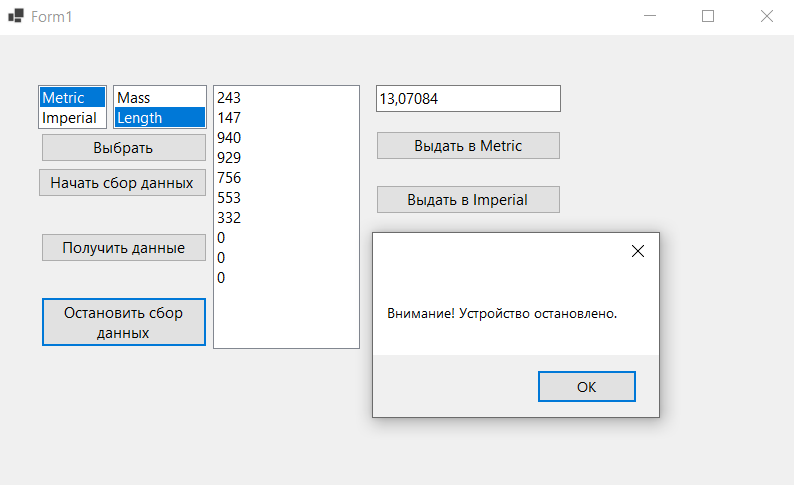 Form1
Metric
Imperial
Mass
Length
Выбрать
Начать сбор данных
Получить данные
Остановить сбор
данных
243
147
940
929
756
553
332
0
0
0
13,07084
Выдать в Metric
Выдать в Imperial
Внимание! Устройство остановлено.
OK